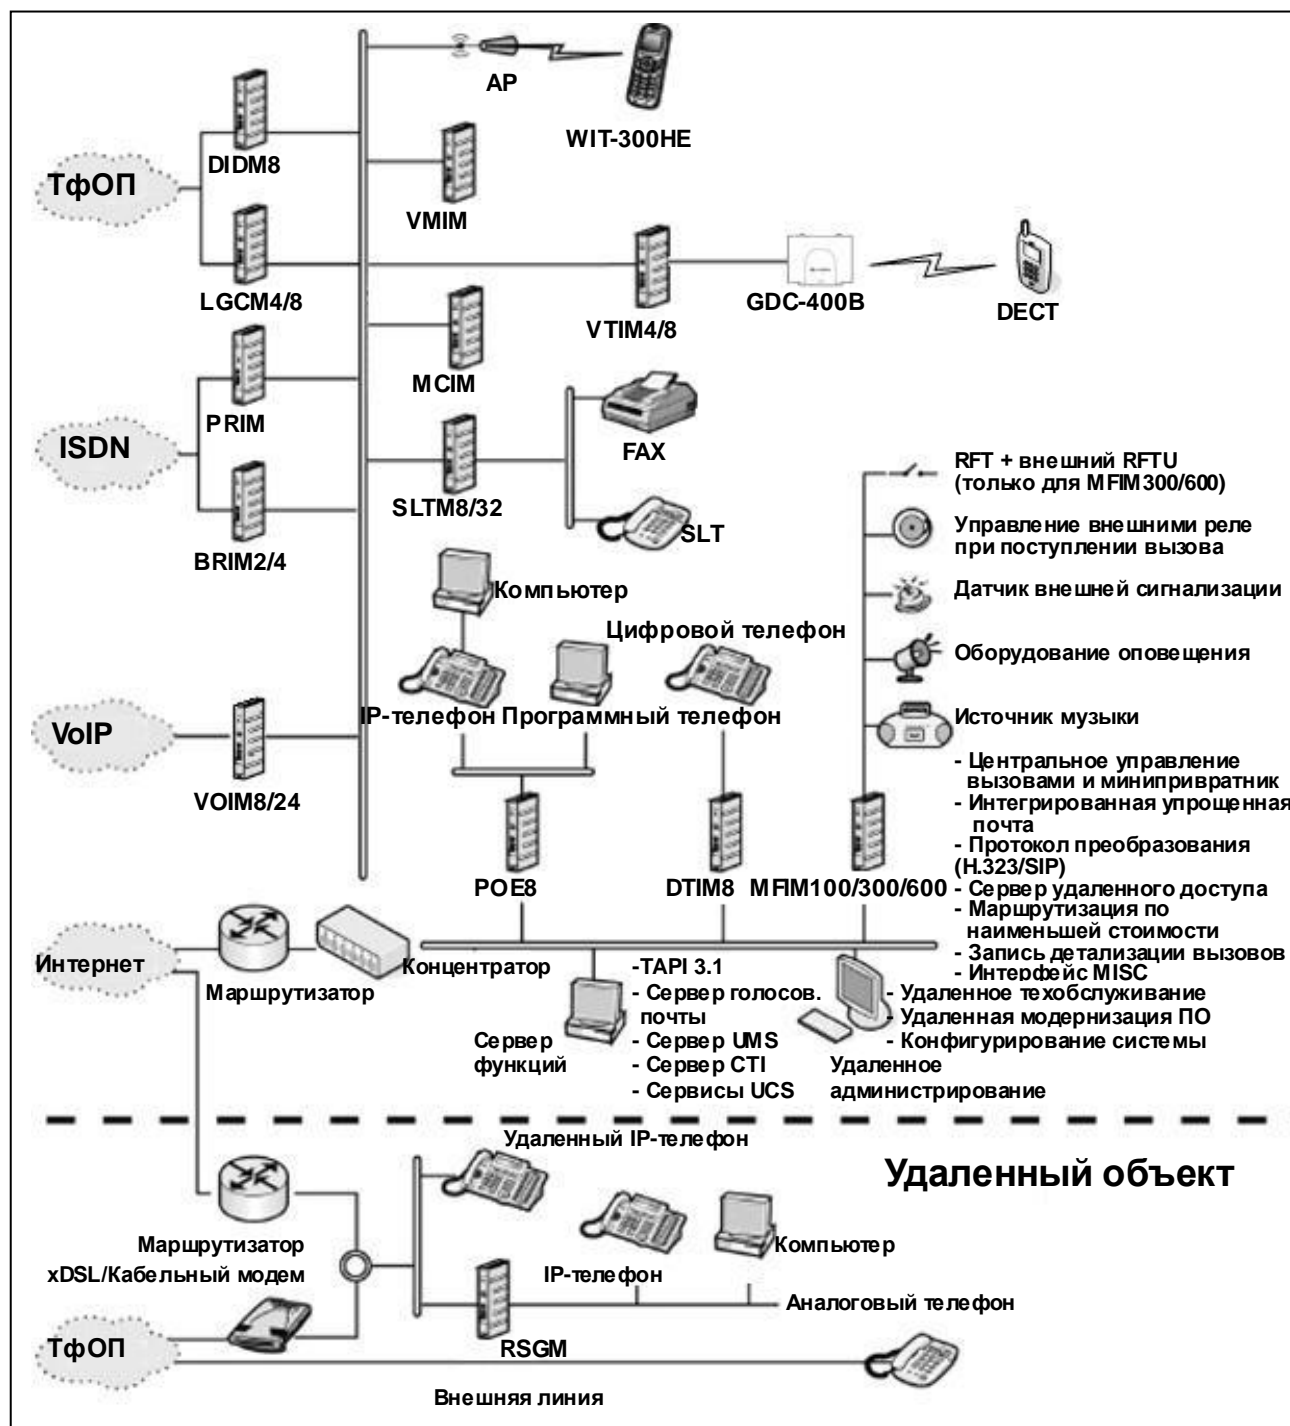 AP
WIT-300HE
DIDM8
ТфОП
VMIM
LGCM4/8
VTIM4/8
GDC-400B
DECT
MCIM
PRIM
FAX
ISDN
SLTM8/32
SLT
BRIM2/4
RFT + внешний RFTU
(только для MFIM300/600)
Управление внешними реле
при поступлении вызова
Компьютер
Датчик внешней сигнализации
Цифровой телефон
Оборудование оповещения
IP-телефон
Программный телефон
Источник музыки
VoIP
VOIM8/24
- Центральное управление
вызовами и минипривратник
- Интегрированная упрощенная
почта
- Протокол преобразования
(H.323/SIP)
- Сервер удаленного доступа
- Маршрутизация по
наименьшей стоимости
- Запись детализации вызовов
- Интерфейс MISC
POE8
DTIM8
MFIM100/300/600
Интернет
Маршрутизатор
Концентратор
Сервер
функций
-TAPI 3.1
- Сервер голосов.
почты
- Сервер UMS
- Сервер CTI
- Сервисы UCS
- Удаленное техобслуживание
- Удаленная модернизация ПО
- Конфигурирование системы
Удаленное
администрирование
Удаленный IP-телефон
Удаленный объект
Маршрутизатор
xDSL/Кабельный модем
IP-телефон
Компьютер
Аналоговый телефон
ТфОП
RSGM
Внешняя линия